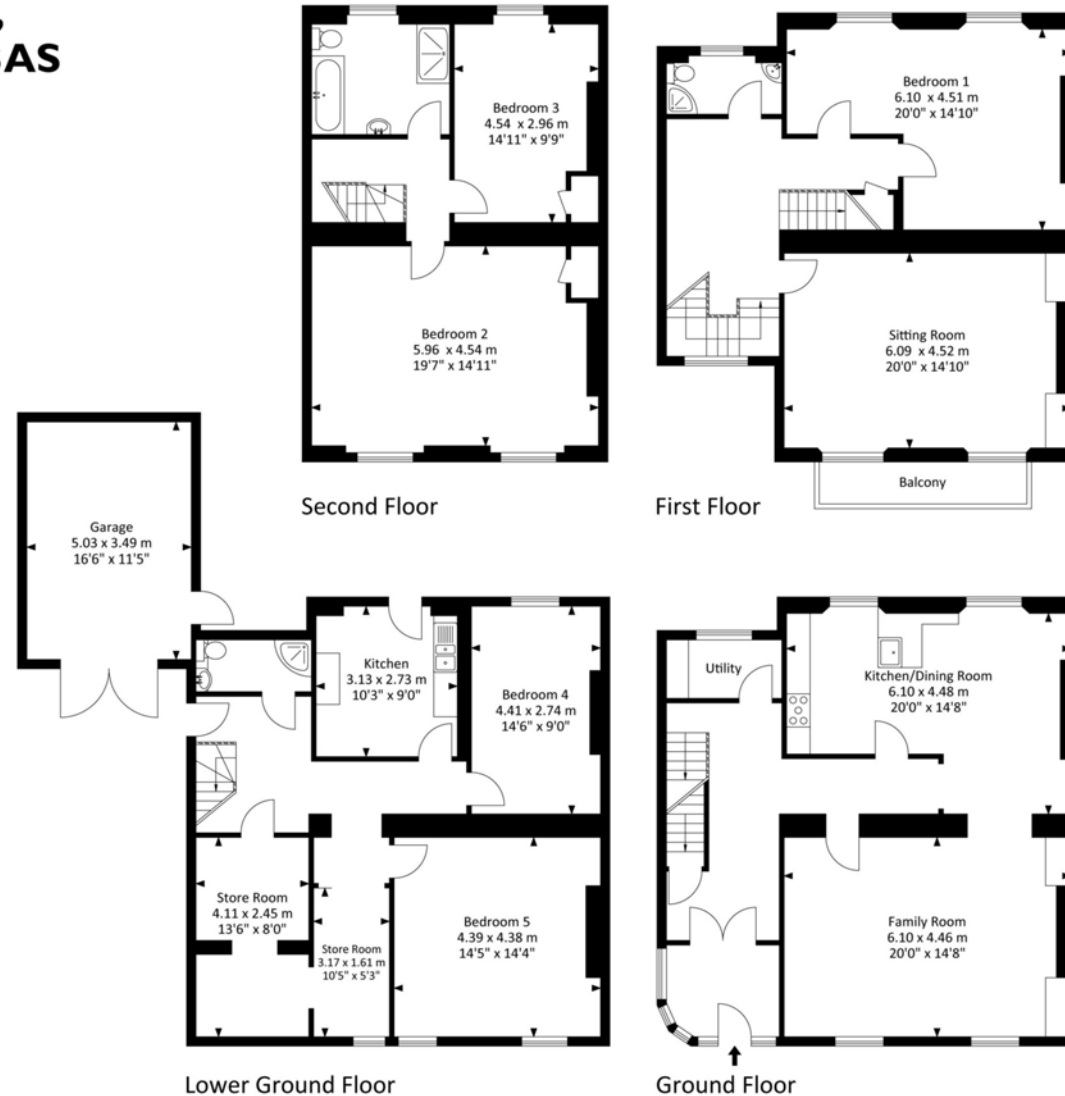 Bedroom 3
4.54 x 2.96 m
14'11" x 9'9"
Bedroom 2
5.96 x 4.54 m
19'7" x 14'11"
Second Floor
Bedroom 1
6.10 x 4.51 m
20'0" x 14'10"
Sitting Room
6.09 x 4.52 m
20'0" x 14'10"
Balcony
First Floor
Garage
5.03 x 3.49 m
16'6" x 11'5"
Kitchen
3.13 x 2.73 m
10'3" x 9'0"
Bedroom 4
4.41 x 2.74 m
14'6" x 9'0"
Store Room
4.11 x 2.45 m
13'6" x 8'0"
Store Room
3.17 x 1.61 m
10'5" x 5'3"
Bedroom 5
4.39 x 4.38 m
14'5" x 14'4"
Lower Ground Floor
Utility
Kitchen/Dining Room
6.10 x 4.48 m
20'0" x 14'8"
Family Room
6.10 x 4.46 m
20'0" x 14'8"
Ground Floor